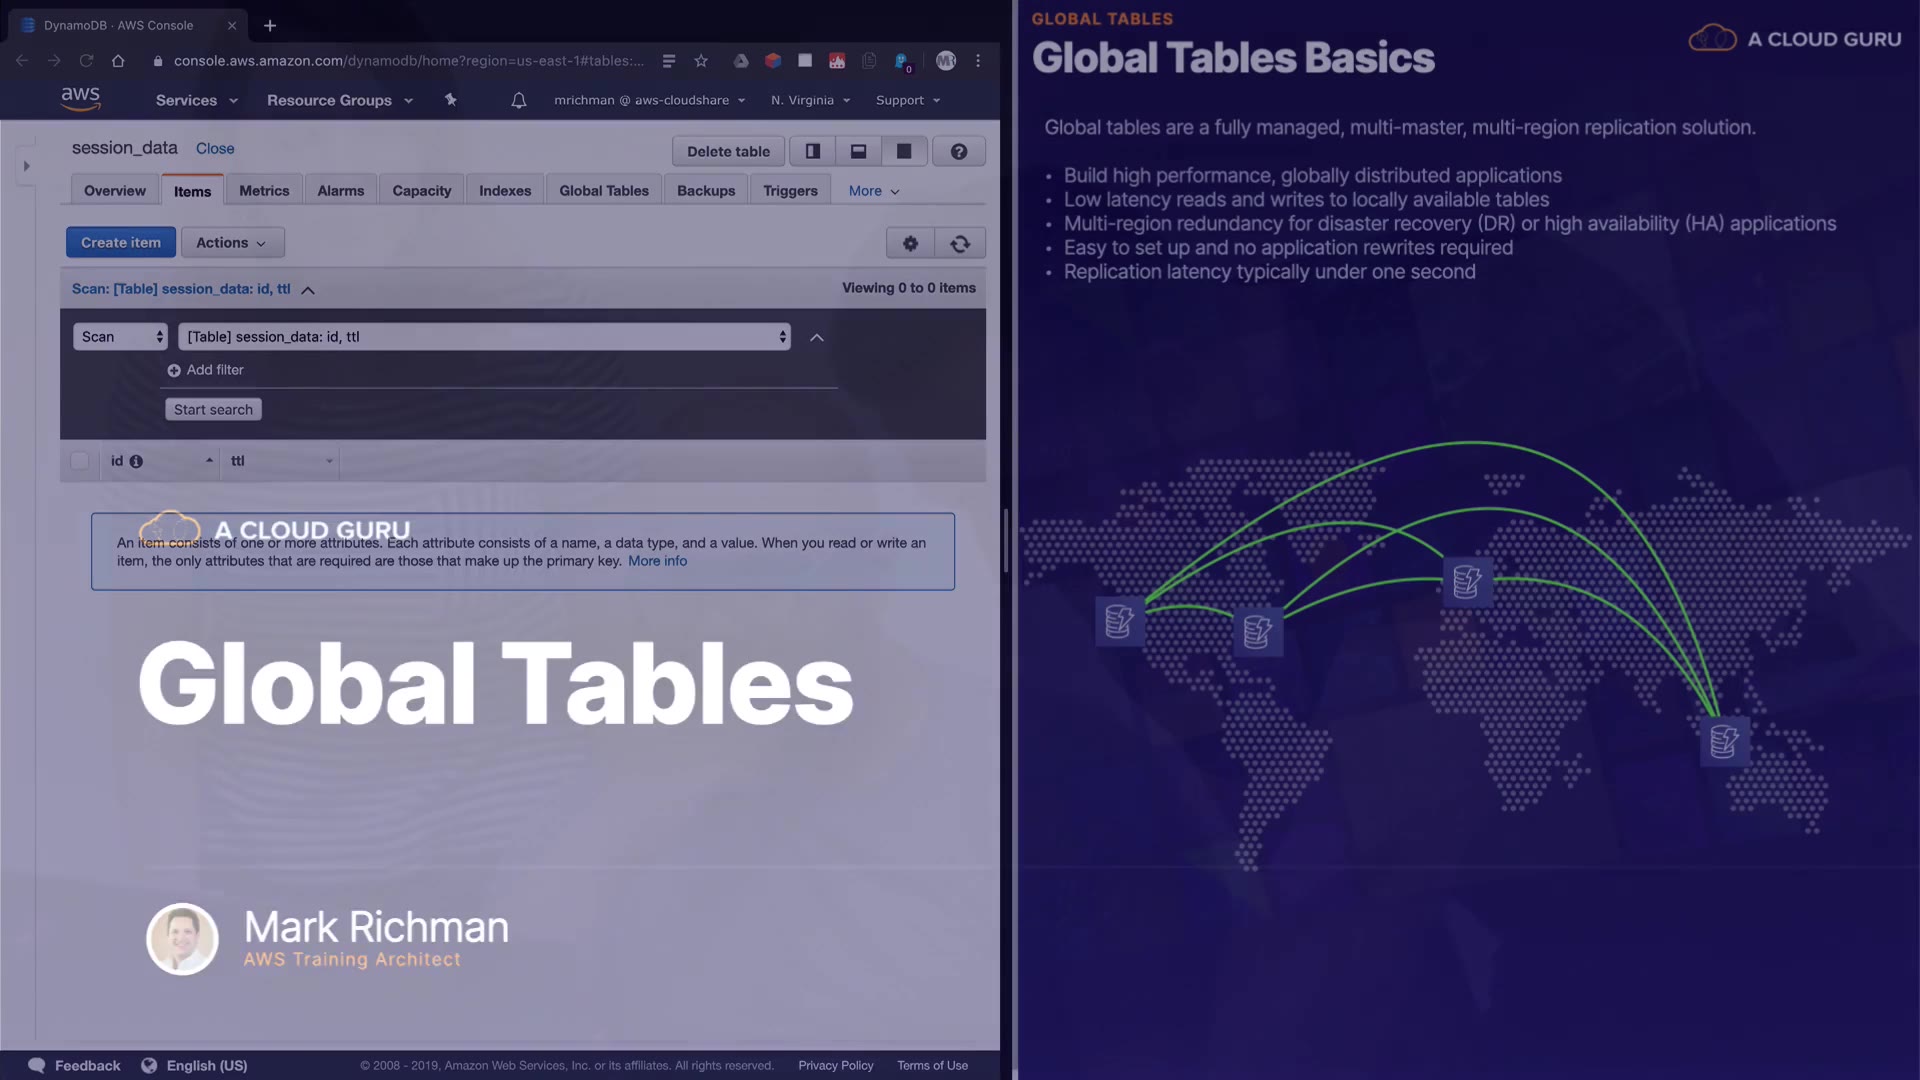 DynamoDB · AWS Console
console.aws.amazon.com/dynamodb/home?region=us-east-1#tables:...
0
MR
aws
Services
Resource Groups
mrichman @ aws-cloudshare
N. Virginia
Support
session_data
Close
Delete table
Overview
Items
Metrics
Alarms
Capacity
Indexes
Global Tables
Backups
Triggers
More
Create item
Actions
Scan: [Table] session_data: id, ttl
Viewing 0 to 0 items
Scan
[Table] session_data: id, ttl
Add filter
Start search
id
ttl
A CLOUD GURU
An item consists of one or more attributes. Each attribute consists of a name, a data type, and a value. When you read or write an
item, the only attributes that are required are those that make up the primary key. More info
Global Tables
Mark Richman
AWS Training Architect
Feedback
English (US)
© 2008 - 2019, Amazon Web Services, Inc. or its affiliates. All rights reserved.
Privacy Policy
Terms of Use
GLOBAL TABLES
Global Tables Basics
A CLOUD GURU
Global tables are a fully managed, multi-master, multi-region replication solution.
• Build high performance, globally distributed applications
• Low latency reads and writes to locally available tables
• Multi-region redundancy for disaster recovery (DR) or high availability (HA) applications
• Easy to set up and no application rewrites required
• Replication latency typically under one second